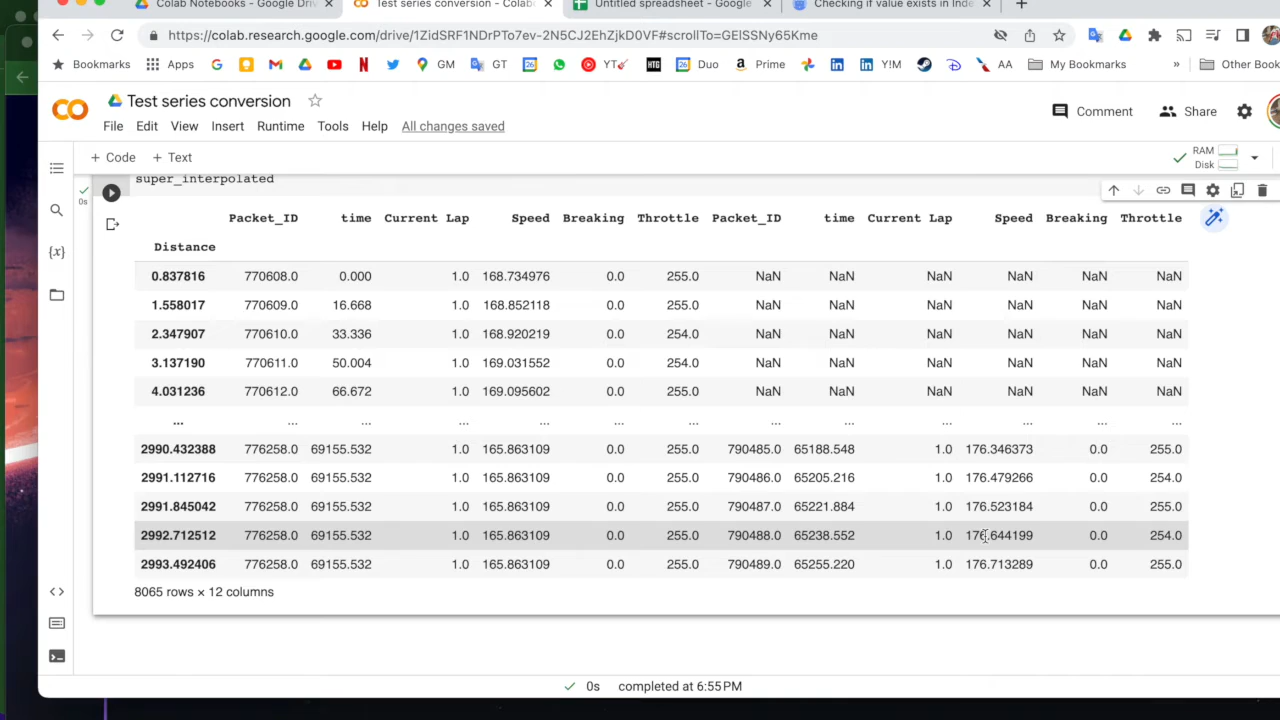 Colab Notebooks - Google Driv
Test series conversion - Colab
Untitled spreadsheet - Google
Checking if value exists in Inde
https://colab.research.google.com/drive/1ZidSRF1NDrPTo7ev-2N5CJ2EhZjkD0VF#scrollTo=GElSSNy65Kme
Bookmarks Apps GM GT Duo Prime Y!M AA My Bookmarks » Other Book
CO Test series conversion
File Edit View Insert Runtime Tools Help All changes saved
Comment Share
+ Code + Text
RAM
Disk
super_interpolated
0s
{x}
Packet_ID time Current Lap Speed Breaking Throttle Packet_ID time Current Lap Speed Breaking Throttle
Distance
0.837816 770608.0 0.000 1.0 168.734976 0.0 255.0 NaN NaN NaN NaN NaN NaN
1.558017 770609.0 16.668 1.0 168.852118 0.0 255.0 NaN NaN NaN NaN NaN NaN
2.347907 770610.0 33.336 1.0 168.920219 0.0 254.0 NaN NaN NaN NaN NaN NaN
3.137190 770611.0 50.004 1.0 169.031552 0.0 254.0 NaN NaN NaN NaN NaN NaN
4.031236 770612.0 66.672 1.0 169.095602 0.0 255.0 NaN NaN NaN NaN NaN NaN
... ... ... ... ... ... ... ... ... ... ... ... ...
2990.432388 776258.0 69155.532 1.0 165.863109 0.0 255.0 790485.0 65188.548 1.0 176.346373 0.0 255.0
2991.112716 776258.0 69155.532 1.0 165.863109 0.0 255.0 790486.0 65205.216 1.0 176.479266 0.0 254.0
2991.845042 776258.0 69155.532 1.0 165.863109 0.0 255.0 790487.0 65221.884 1.0 176.523184 0.0 255.0
2992.712512 776258.0 69155.532 1.0 165.863109 0.0 255.0 790488.0 65238.552 1.0 176.644199 0.0 254.0
2993.492406 776258.0 69155.532 1.0 165.863109 0.0 255.0 790489.0 65255.220 1.0 176.713289 0.0 255.0
8065 rows × 12 columns
0s completed at 6:55 PM